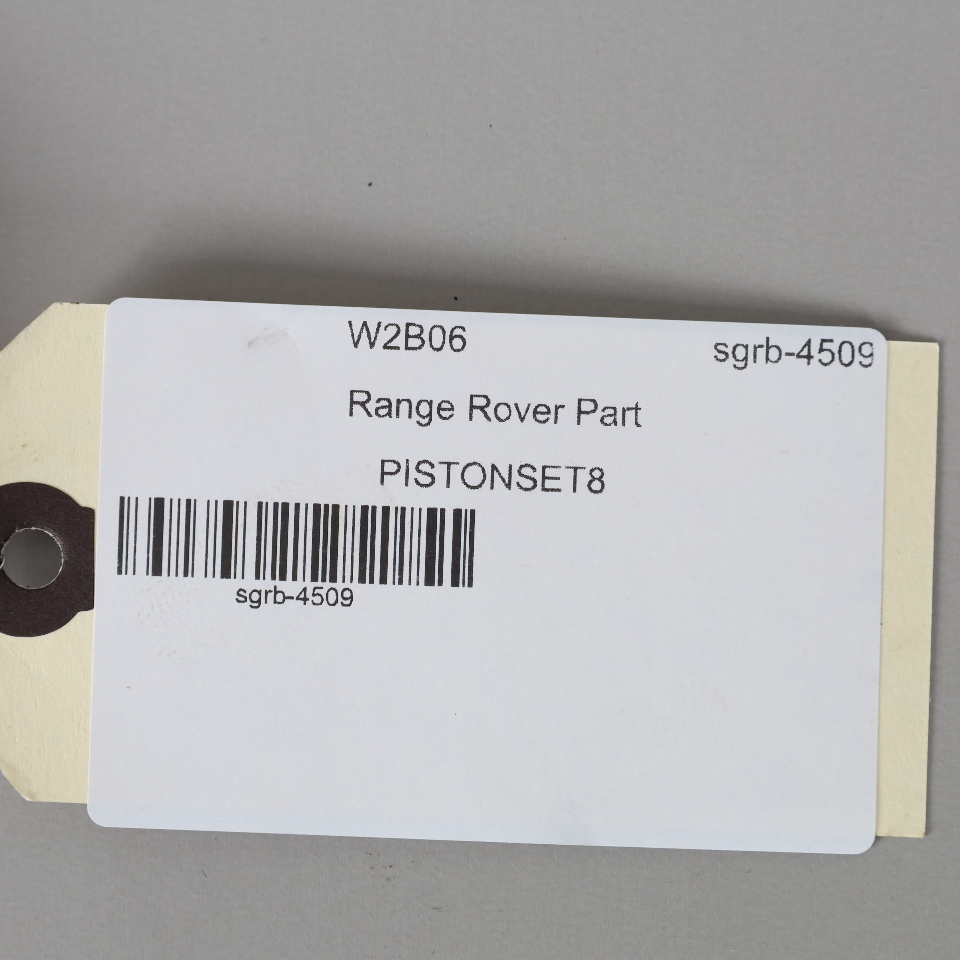 W2B06 sgrb-4509
Range Rover Part
PISTONSET8
sgrb-4509